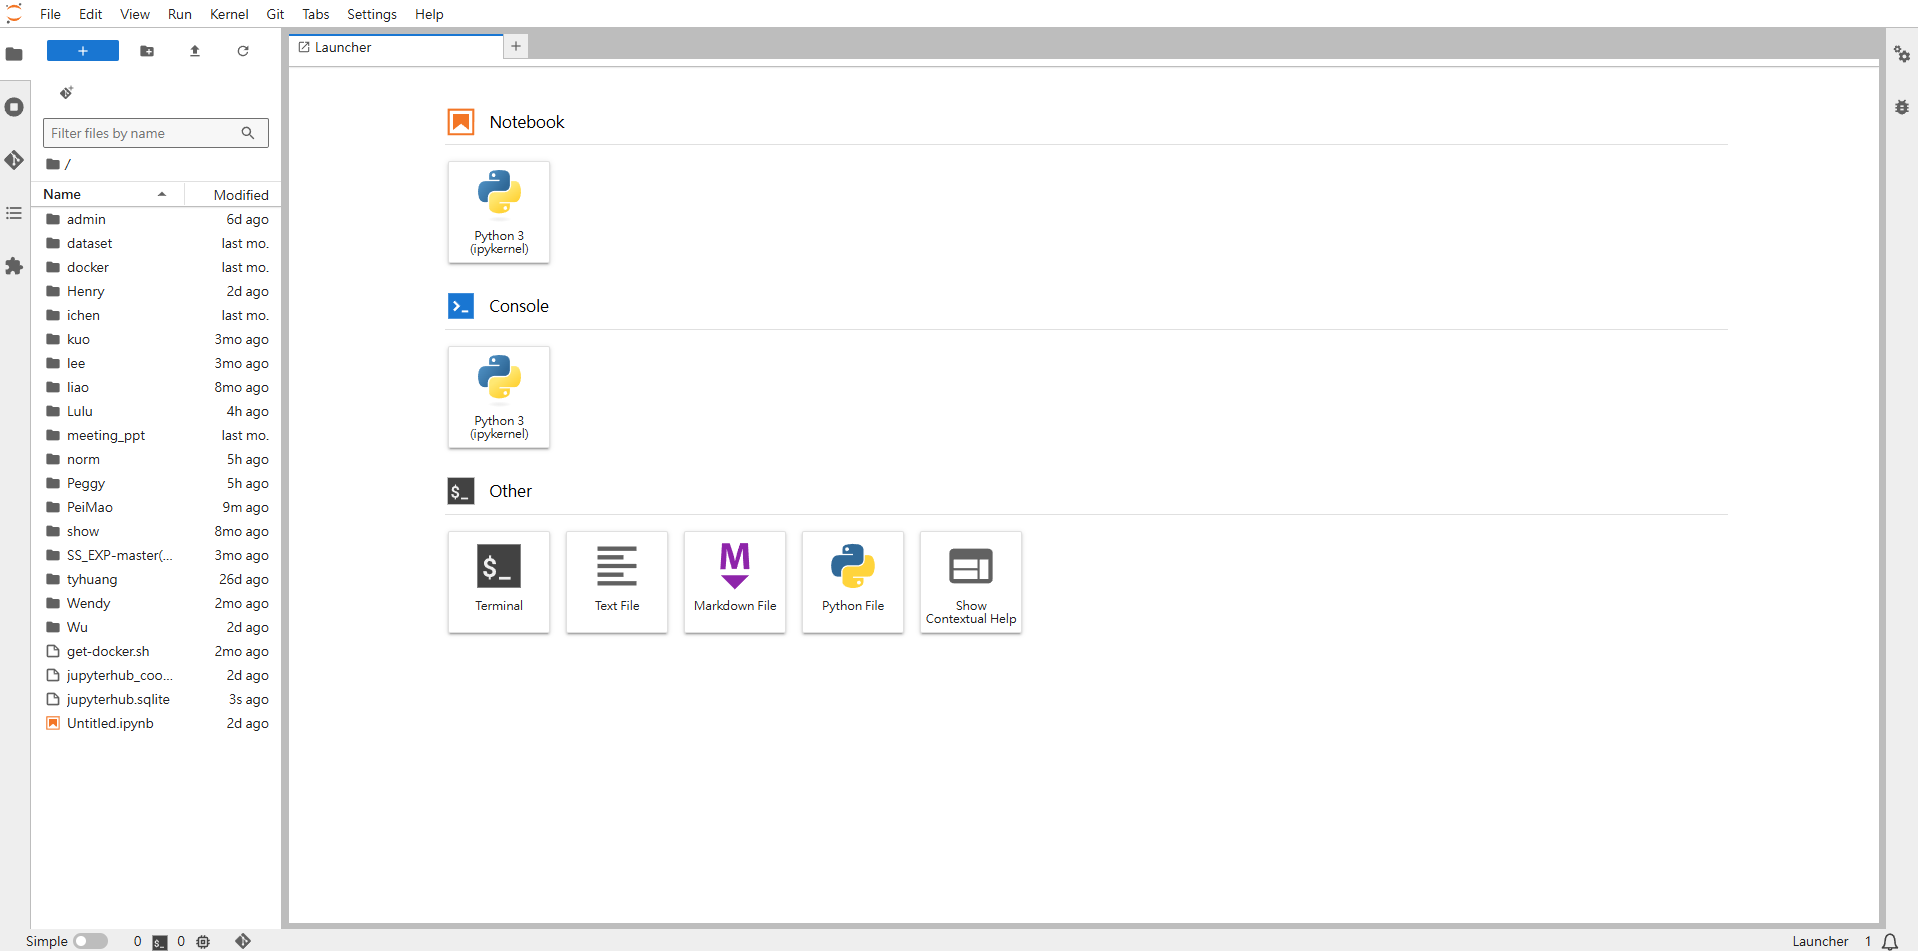 File Edit View Run Kernel Git Tabs Settings Help
Launcher
Filter files by name
/
Name Modified
admin 6d ago
dataset last mo.
docker last mo.
Henry 2d ago
ichen last mo.
kuo 3mo ago
lee 3mo ago
liao 8mo ago
Lulu 4h ago
meeting_ppt last mo.
norm 5h ago
Peggy 5h ago
PeiMao 9m ago
show 8mo ago
SS_EXP-master(... 3mo ago
tyhuang 26d ago
Wendy 2mo ago
Wu 2d ago
get-docker.sh 2mo ago
jupyterhub_coo... 2d ago
jupyterhub.sqlite 3s ago
Untitled.ipynb 2d ago
Notebook
Python 3
(ipykernel)
Console
Python 3
(ipykernel)
$_ Other
$_
Terminal
Text File
M
Markdown File
Python File
Show
Contextual Help
Simple 0 $_ 0 Launcher 1